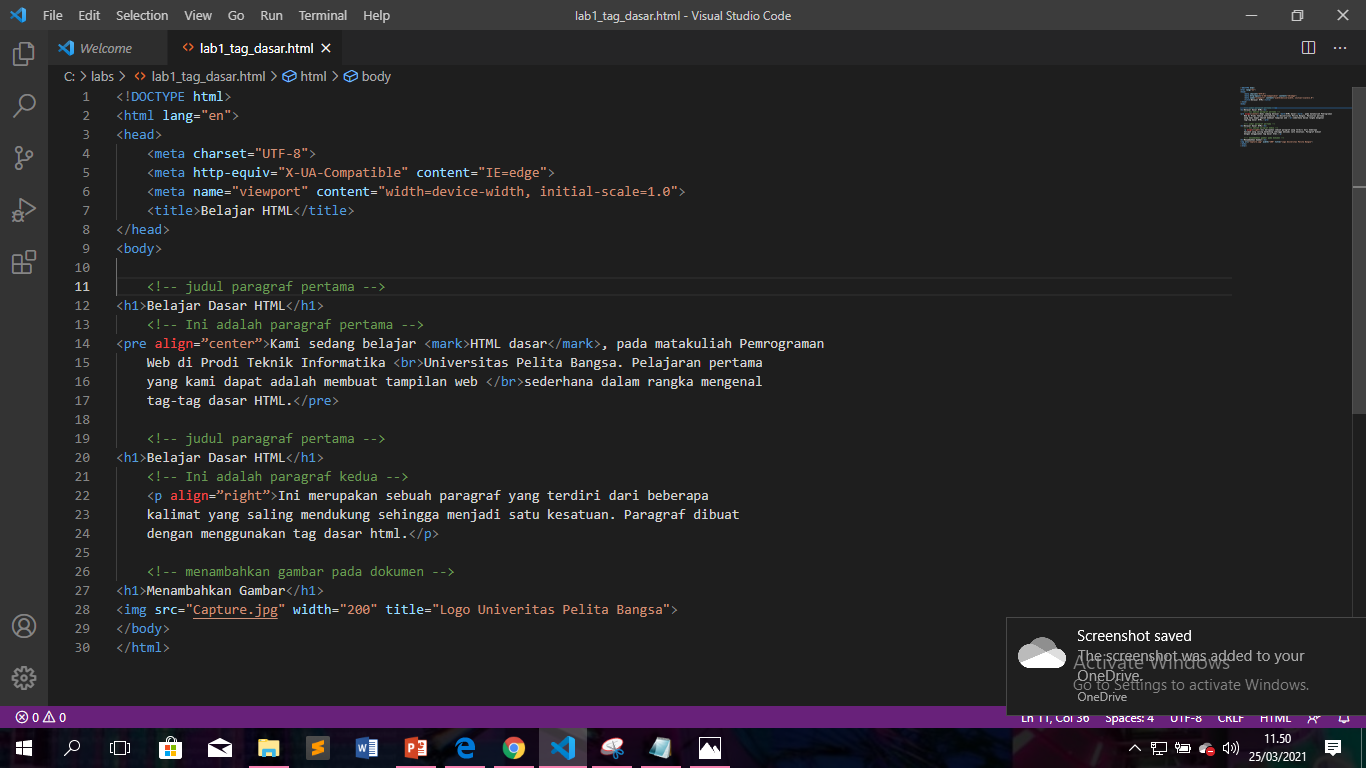 File Edit Selection View Go Run Terminal Help lab1_tag_dasar.html - Visual Studio Code
Welcome lab1_tag_dasar.html
C: > labs > lab1_tag_dasar.html > html > body
1 <!DOCTYPE html>
2 <html lang="en">
3 <head>
4 <meta charset="UTF-8">
5 <meta http-equiv="X-UA-Compatible" content="IE=edge">
6 <meta name="viewport" content="width=device-width, initial-scale=1.0">
7 <title>Belajar HTML</title>
8 </head>
9 <body>
10
11 <!-- judul paragraf pertama -->
12 <h1>Belajar Dasar HTML</h1>
13 <!-- Ini adalah paragraf pertama -->
14 <pre align=”center”>Kami sedang belajar <mark>HTML dasar</mark>, pada matakuliah Pemrograman
15 Web di Prodi Teknik Informatika <br>Universitas Pelita Bangsa. Pelajaran pertama
16 yang kami dapat adalah membuat tampilan web </br>sederhana dalam rangka mengenal
17 tag-tag dasar HTML.</pre>
18
19 <!-- judul paragraf pertama -->
20 <h1>Belajar Dasar HTML</h1>
21 <!-- Ini adalah paragraf kedua -->
22 <p align=”right”>Ini merupakan sebuah paragraf yang terdiri dari beberapa
23 kalimat yang saling mendukung sehingga menjadi satu kesatuan. Paragraf dibuat
24 dengan menggunakan tag dasar html.</p>
25
26 <!-- menambahkan gambar pada dokumen -->
27 <h1>Menambahkan Gambar</h1>
28 <img src="Capture.jpg" width="200" title="Logo Univeritas Pelita Bangsa">
29 </body>
30 </html>
Screenshot saved
The screenshot was added to your
OneDrive.
OneDrive
Activate Windows
Go to Settings to activate Windows.
0 0 Ln 11, Col 36 Spaces: 4 UTF-8 CRLF HTML
11.50
25/03/2021